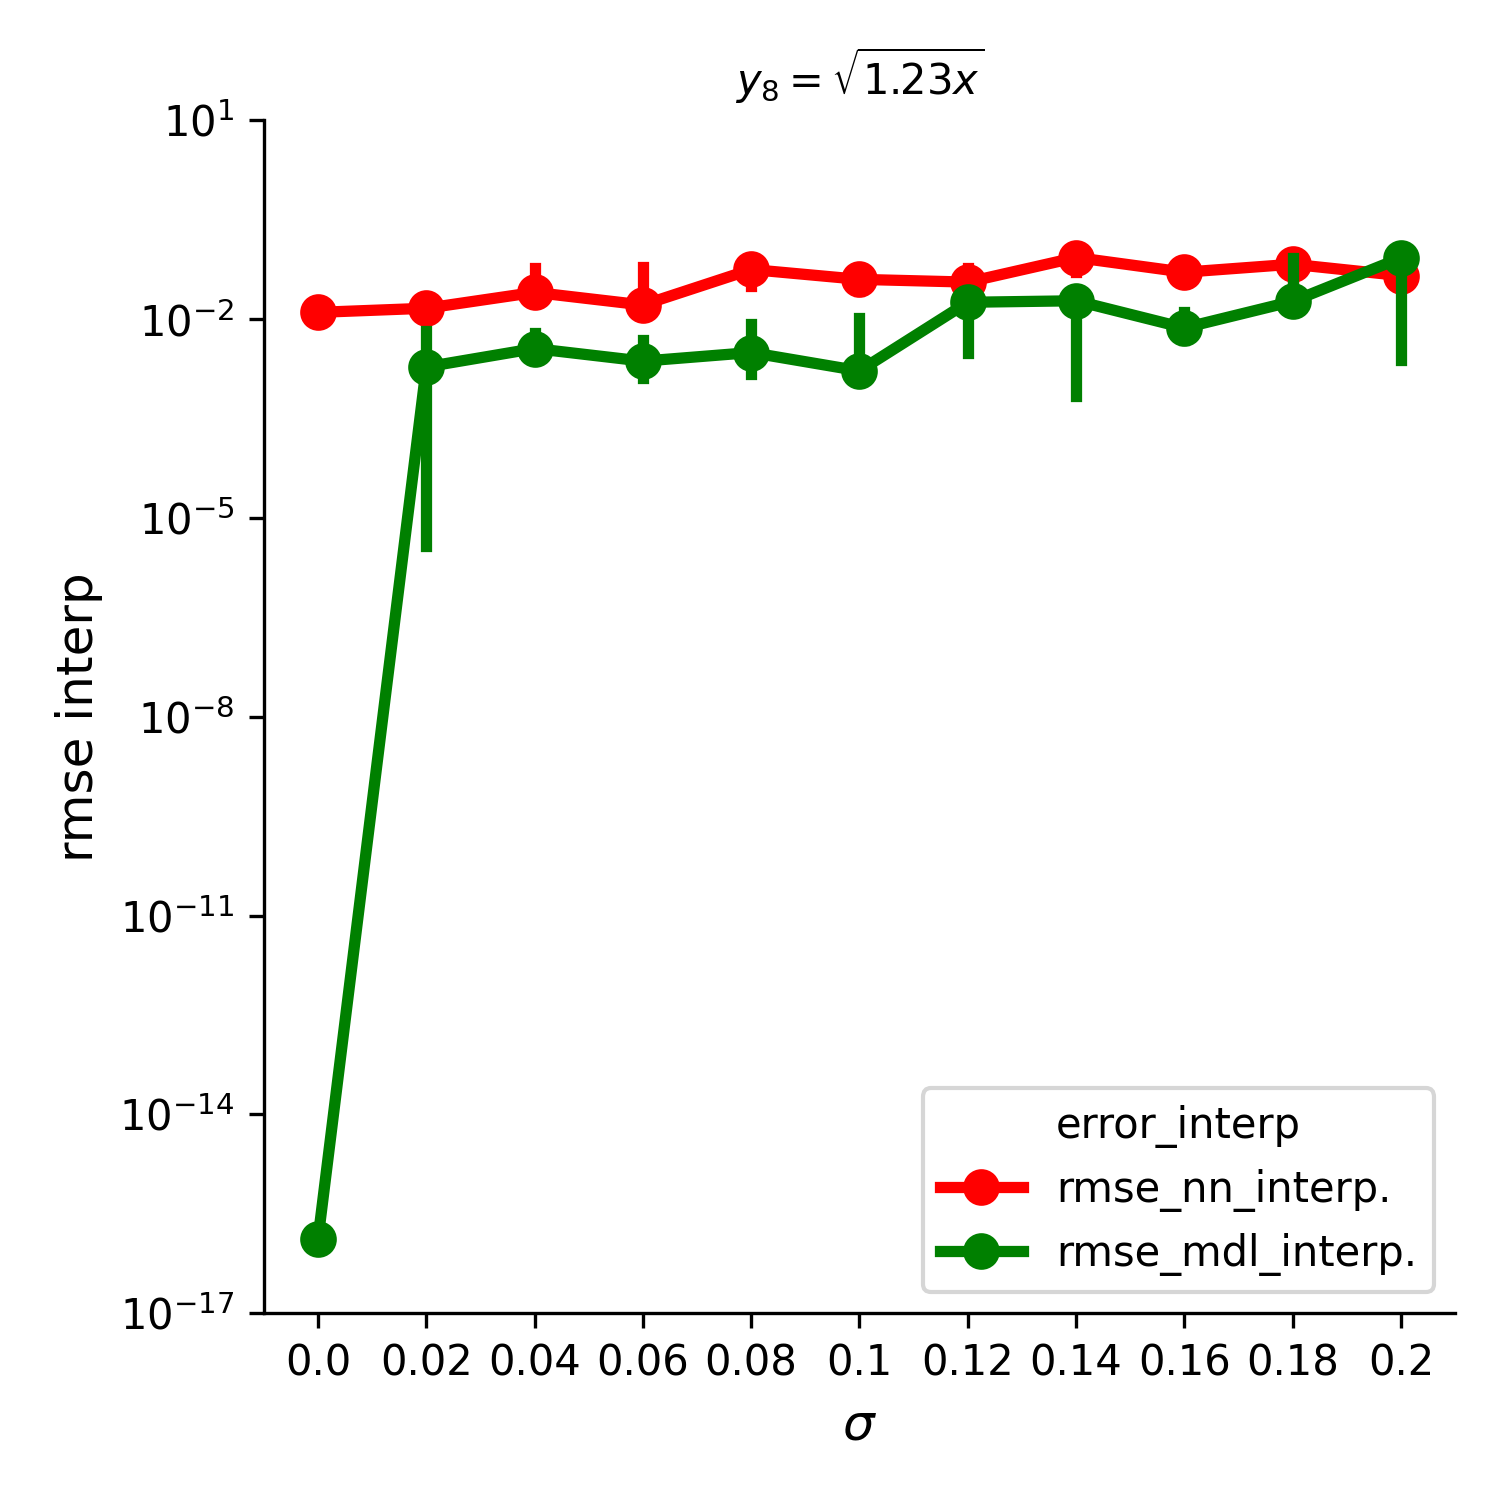 y₈ = √1.23x
10¹
10⁻²
10⁻⁵
10⁻⁸
10⁻¹¹
10⁻¹⁴
10⁻¹⁷
rmse interp
error_interp
rmse_nn_interp.
rmse_mdl_interp.
0.0 0.02 0.04 0.06 0.08 0.1 0.12 0.14 0.16 0.18 0.2
σ